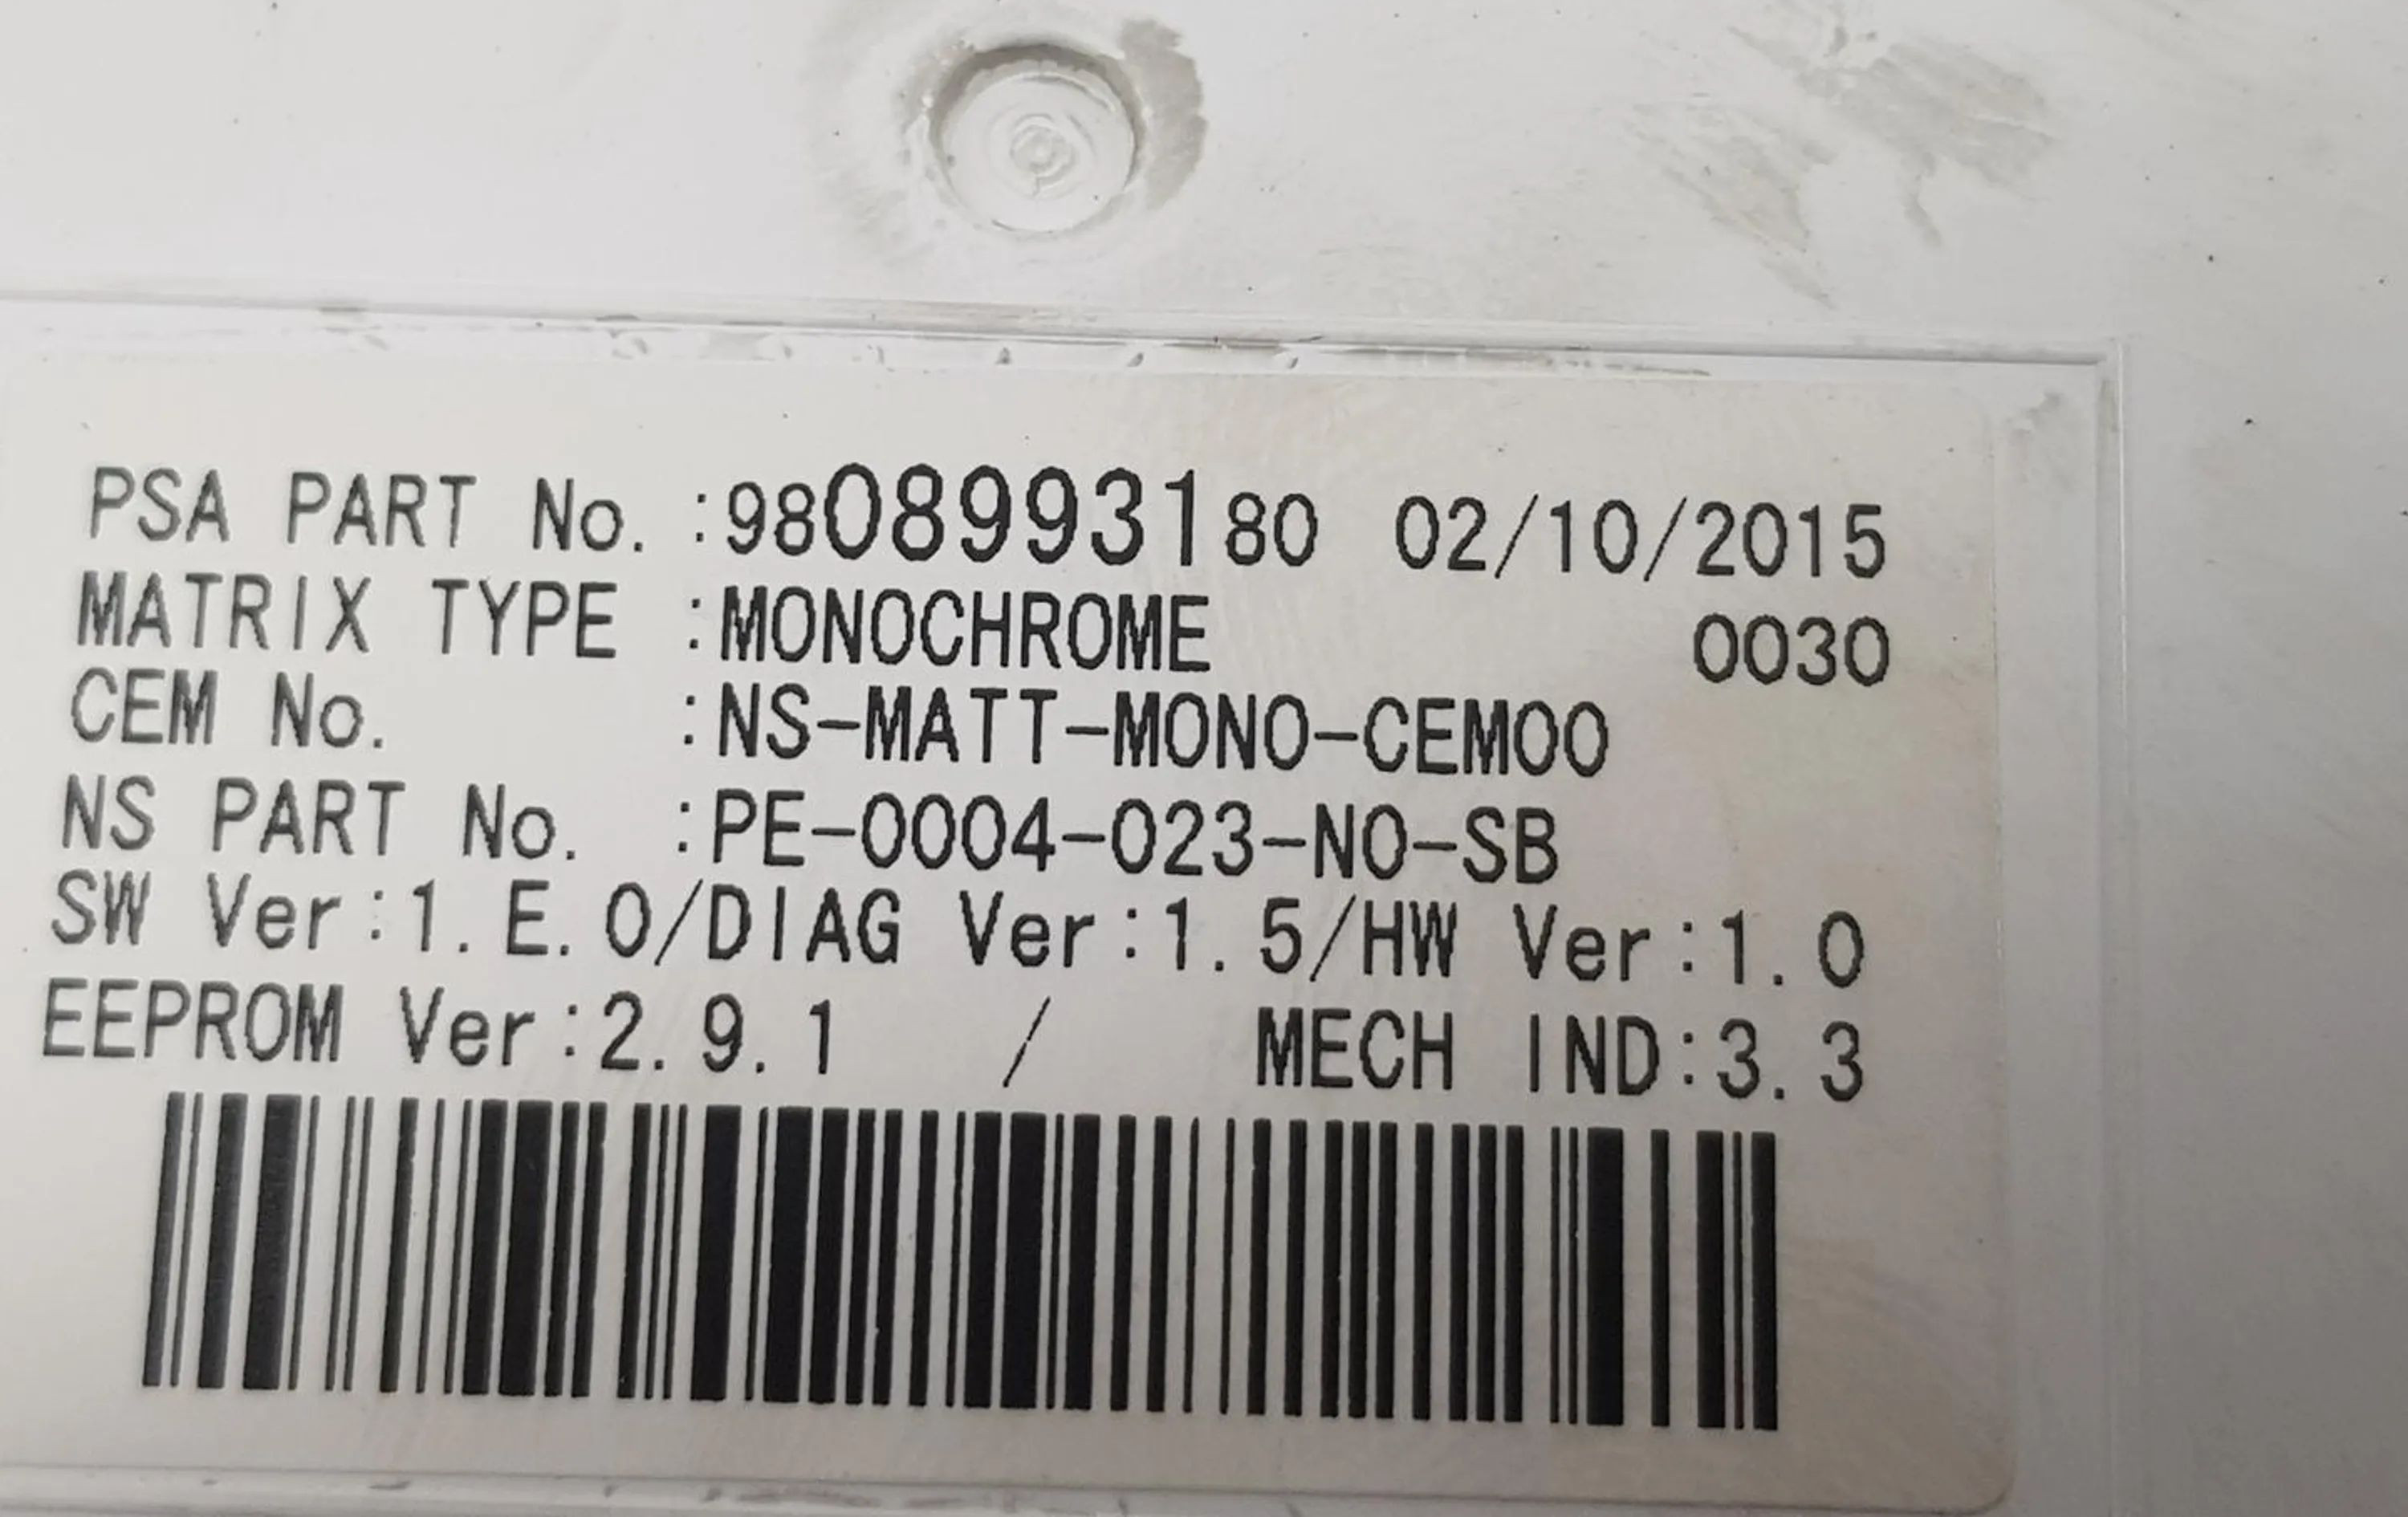 PSA PART No. :9808993180 02/10/2015
MATRIX TYPE :MONOCHROME 0030
CEM No. :NS-MATT-MONO-CEM00
NS PART No. :PE-0004-023-NO-SB
SW Ver:1.E.0/DIAG Ver:1.5/HW Ver:1.0
EEPROM Ver:2.9.1 / MECH IND:3.3